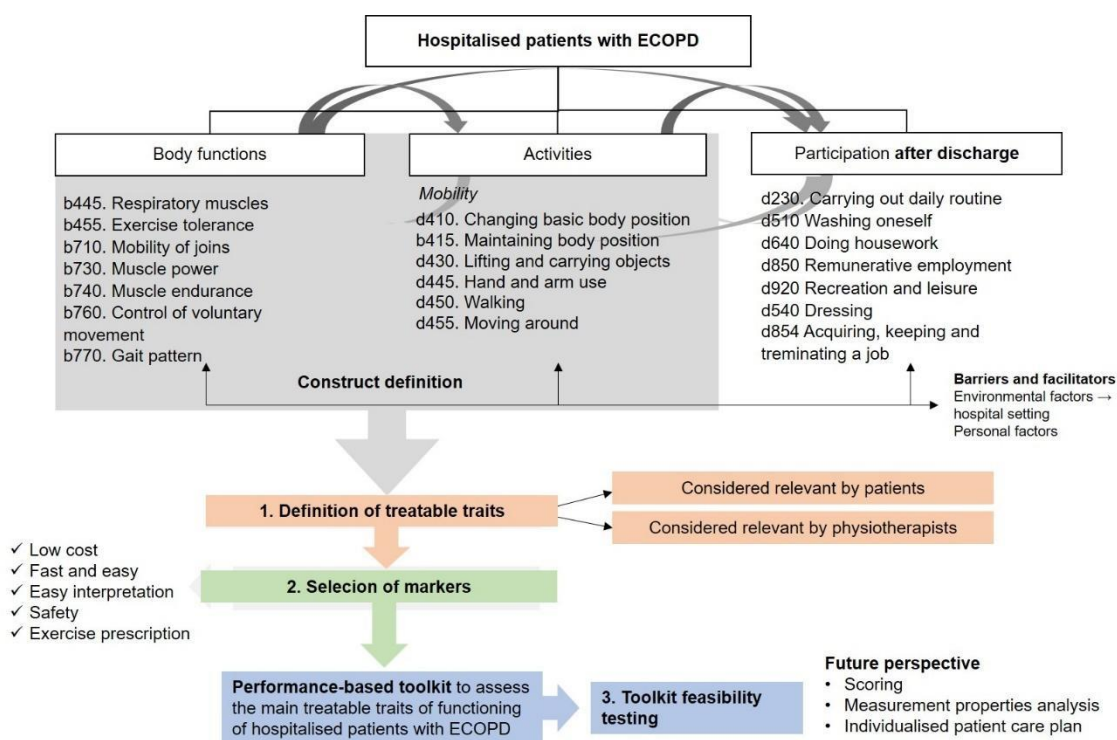 Hospitalised patients with ECOPD
Body functions
b445. Respiratory muscles
b455. Exercise tolerance
b710. Mobility of joins
b730. Muscle power
b740. Muscle endurance
b760. Control of voluntary
movement
b770. Gait pattern
Activities
Mobility
d410. Changing basic body position
b415. Maintaining body position
d430. Lifting and carrying objects
d445. Hand and arm use
d450. Walking
d455. Moving around
Participation after discharge
d230. Carrying out daily routine
d510 Washing oneself
d640 Doing housework
d850 Remunerative employment
d920 Recreation and leisure
d540 Dressing
d854 Acquiring, keeping and
treminating a job
Construct definition
Barriers and facilitators
Environmental factors →
hospital setting
Personal factors
1. Definition of treatable traits
Considered relevant by patients
Considered relevant by physiotherapists
✓ Low cost
✓ Fast and easy
✓ Easy interpretation
✓ Safety
✓ Exercise prescription
2. Selecion of markers
Performance-based toolkit to assess
the main treatable traits of functioning
of hospitalised patients with ECOPD
3. Toolkit feasibility
testing
Future perspective
• Scoring
• Measurement properties analysis
• Individualised patient care plan